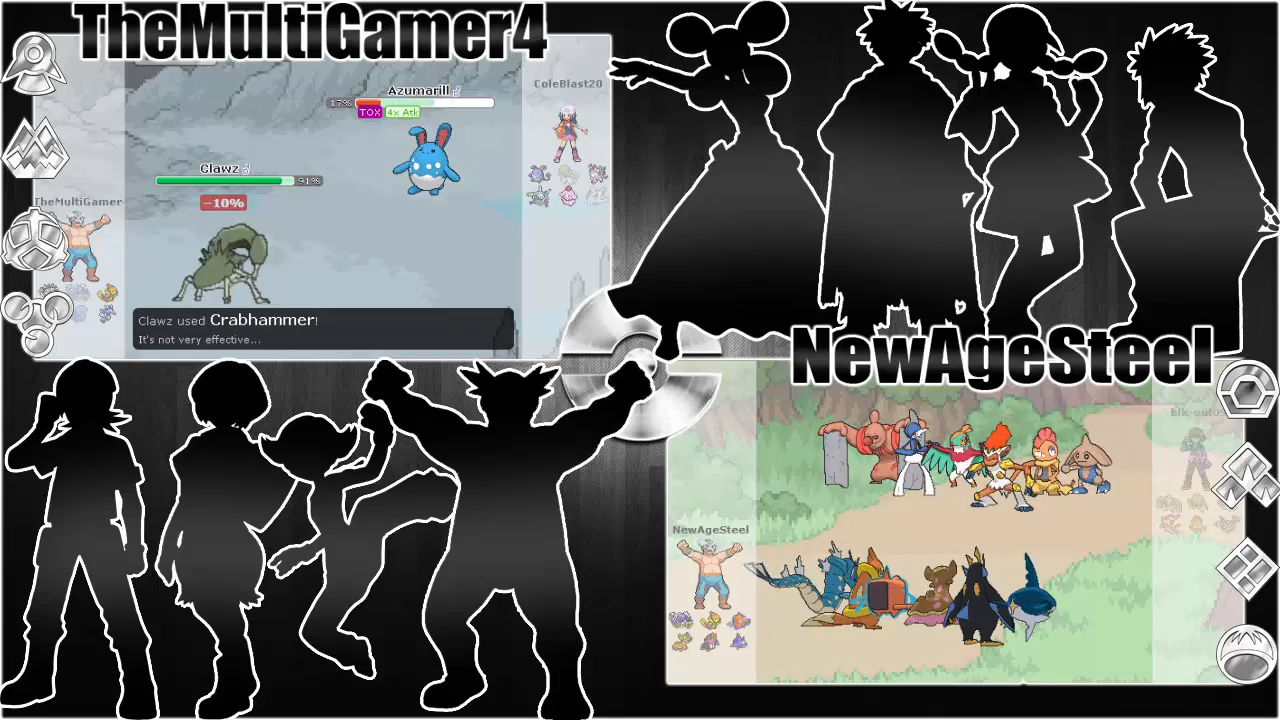 TheMultiGamer4
Azumarill ♂
17%
TOX 4x Atk
ColeBlast20
Clawz ♂
91%
-10%
TheMultiGamer
Clawz used Crabhammer!
It's not very effective...
NewAgeSteel
NewAgeSteel